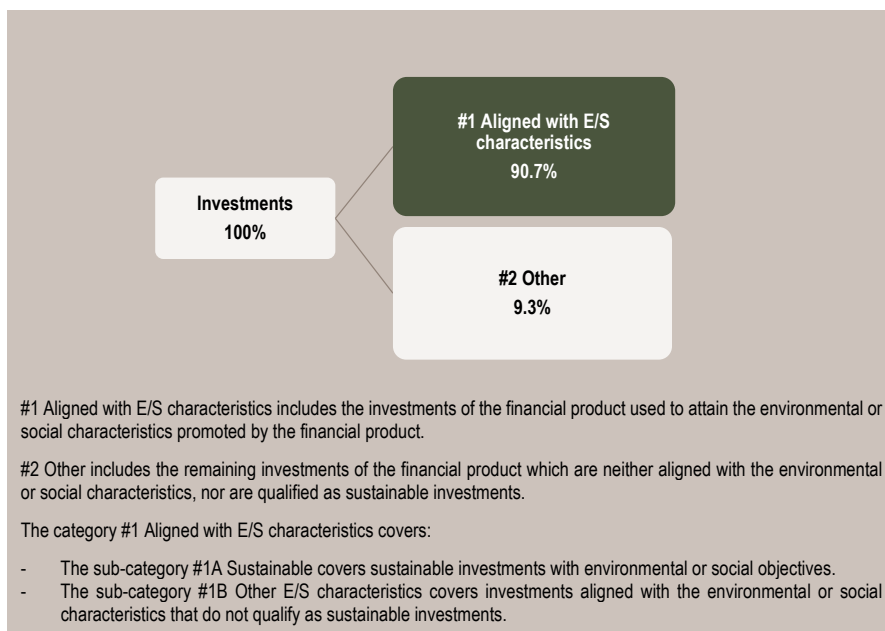 #1 Aligned with E/S
characteristics
90.7%
Investments
100%
#2 Other
9.3%
#1 Aligned with E/S characteristics includes the investments of the financial product used to attain the environmental or
social characteristics promoted by the financial product.
#2 Other includes the remaining investments of the financial product which are neither aligned with the environmental
or social characteristics, nor are qualified as sustainable investments.
The category #1 Aligned with E/S characteristics covers:
- The sub-category #1A Sustainable covers sustainable investments with environmental or social objectives.
- The sub-category #1B Other E/S characteristics covers investments aligned with the environmental or social
characteristics that do not qualify as sustainable investments.